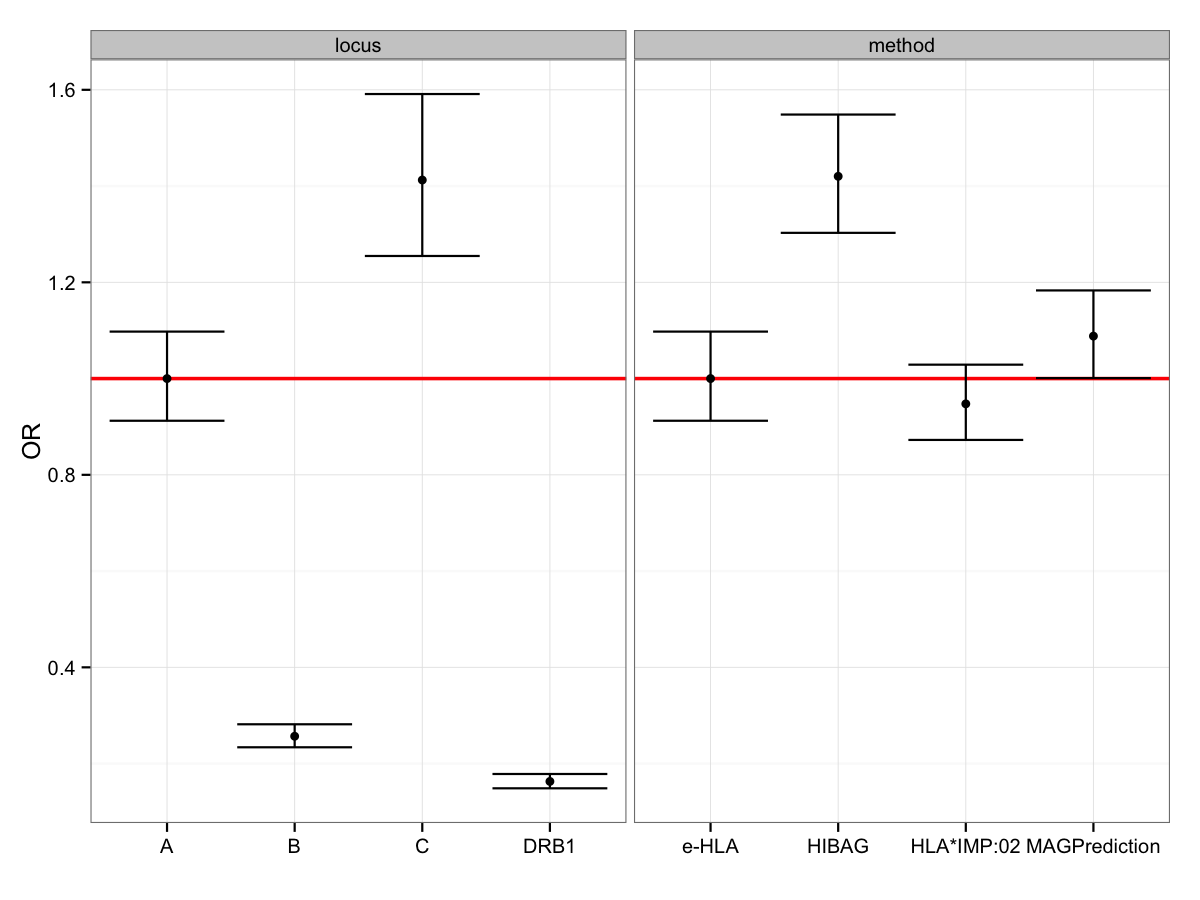 locus
method
1.6
1.2
0.8
0.4
OR
A
B
C
DRB1
e-HLA
HIBAG
HLA*IMP:02
MAGPrediction